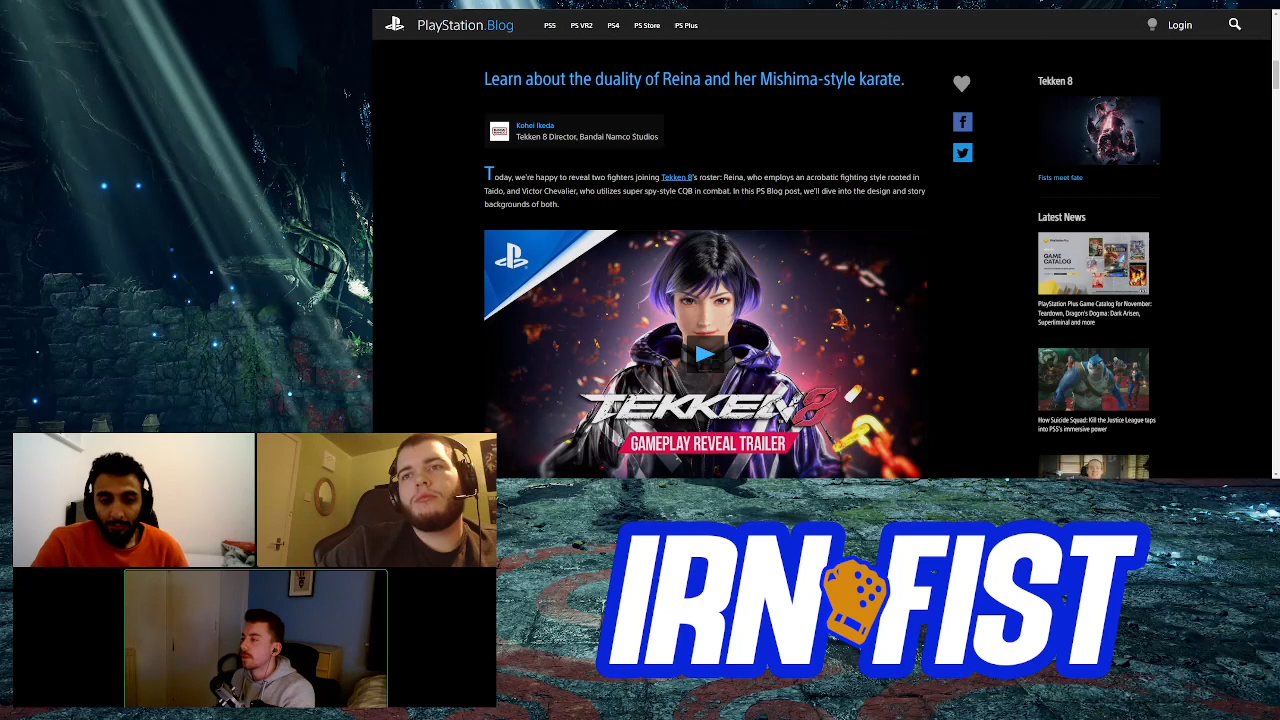 PlayStation.Blog
PS5
PS VR2
PS4
PS Store
PS Plus
Login
Learn about the duality of Reina and her Mishima-style karate.
Kohei Ikeda
Tekken 8 Director, Bandai Namco Studios
Today, we're happy to reveal two fighters joining Tekken 8's roster: Reina, who employs an acrobatic fighting style rooted in
Taido, and Victor Chevalier, who utilizes super spy-style CQB in combat. In this PS Blog post, we'll dive into the design and story
backgrounds of both.
TEKKEN 8
GAMEPLAY REVEAL TRAILER
Tekken 8
Fists meet fate
Latest News
GAME
CATALOG
PlayStation Plus Game Catalog for November:
Teardown, Dragon's Dogma: Dark Arisen,
Superliminal and more
How Suicide Squad: Kill the Justice League taps
into PS5's immersive power
IRN FIST